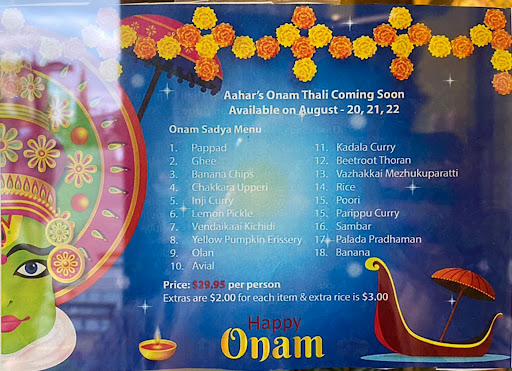 Aahar's Onam Thali Coming Soon
Available on August - 20, 21, 22
Onam Sadya Menu
1. Pappad
2. Ghee
3. Banana Chips
4. Chakkara Upperi
5. Inji Curry
6. Lemon Pickle
7. Vendaikaai Kichidi
8. Yellow Pumpkin Erissery
9. Olan
10. Avial
11. Kadala Curry
12. Beetroot Thoran
13. Vazhakkai Mezhukuparatti
14. Rice
15. Poori
15. Parippu Curry
16. Sambar
17. Palada Pradhaman
18. Banana
Price: $29.95 per person
Extras are $2.00 for each item & extra rice is $3.00
Happy
Onam